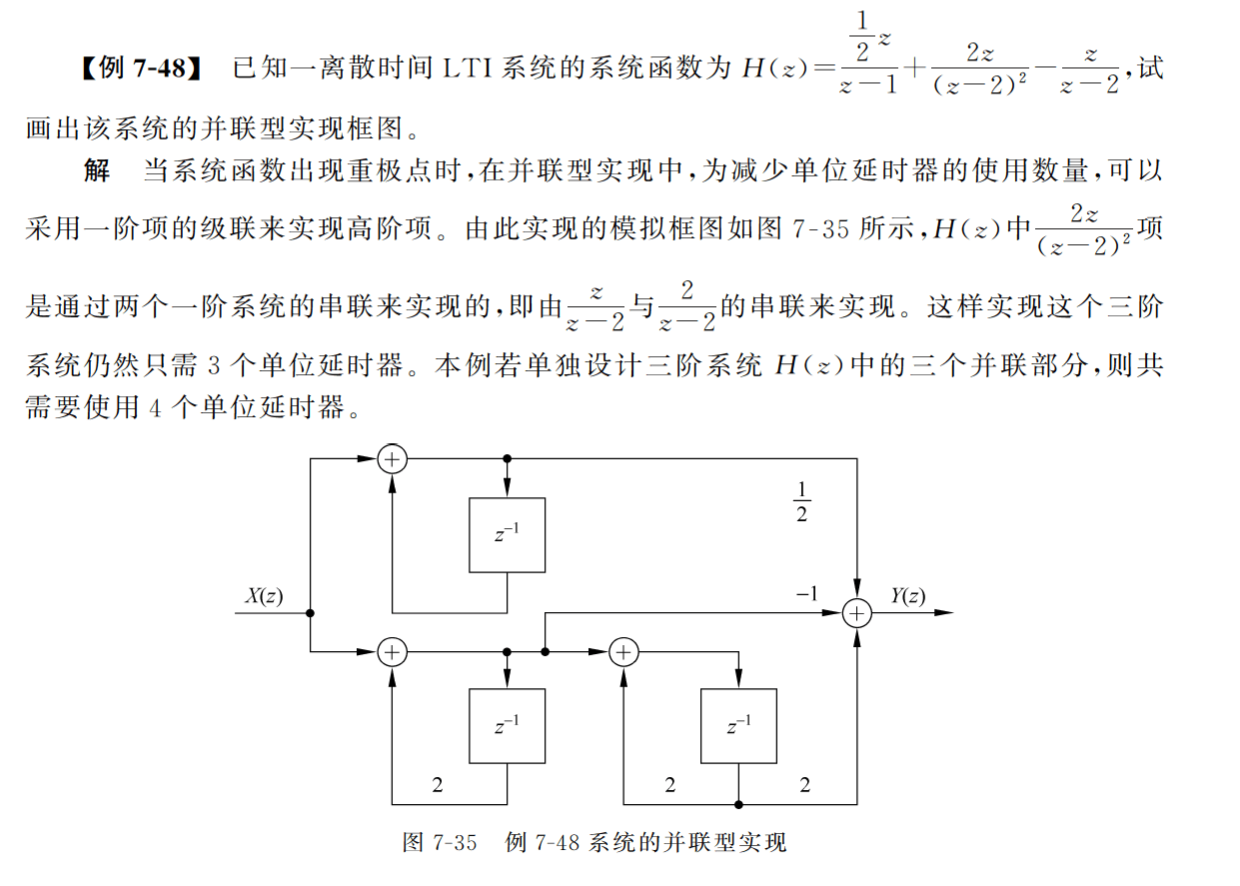 【例 7-48】 已知一离散时间 LTI 系统的系统函数为 H(z)=\frac{\frac{1}{2}z}{z-1}+\frac{2z}{(z-2)^2}-\frac{z}{z-2},试
画出该系统的并联型实现框图。
解 当系统函数出现重极点时,在并联型实现中,为减少单位延时器的使用数量,可以
采用一阶项的级联来实现高阶项。由此实现的模拟框图如图 7-35 所示,H(z)中\frac{2z}{(z-2)^2}项
是通过两个一阶系统的串联来实现的,即由\frac{z}{z-2}与\frac{2}{z-2}的串联来实现。这样实现这个三阶
系统仍然只需 3 个单位延时器。本例若单独设计三阶系统 H(z)中的三个并联部分,则共
需要使用 4 个单位延时器。
+
\frac{1}{2}
z^{-1}
X(z)
-1
Y(z)
+
+
+
z^{-1}
z^{-1}
2
2
2
图 7-35 例 7-48 系统的并联型实现